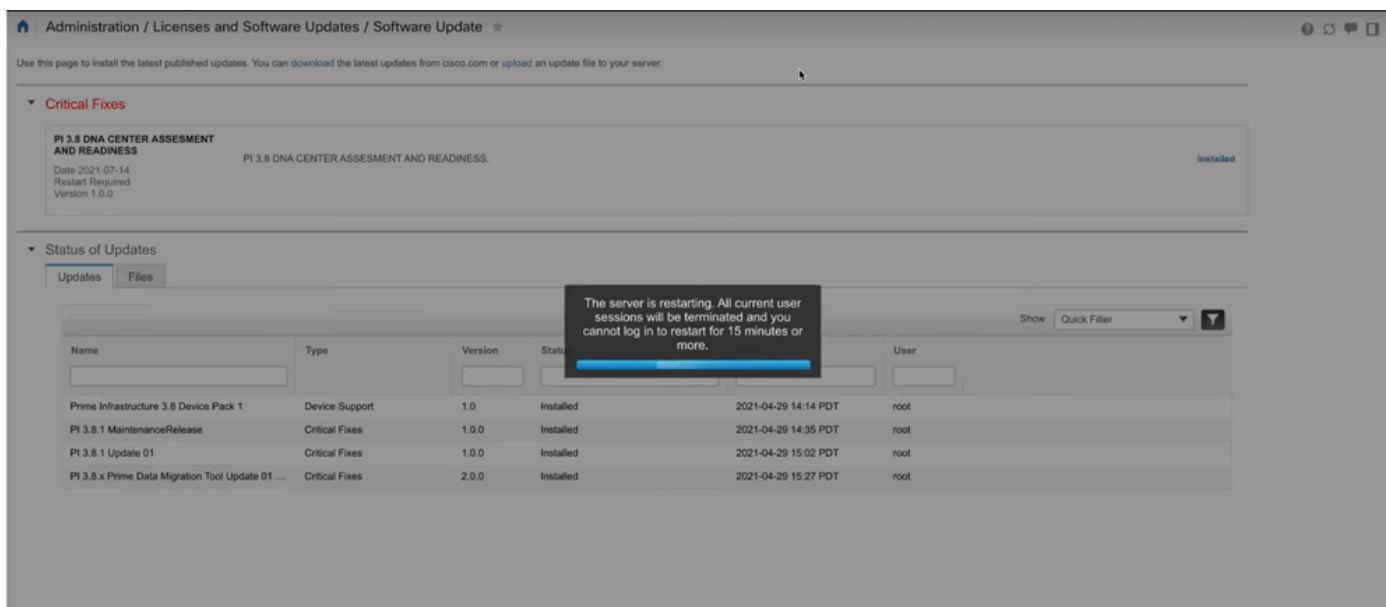 Administration / Licenses and Software Updates / Software Update
Use this page to install the latest published updates. You can download the latest updates from cisco.com or upload an update file to your server.
Critical Fixes
PI 3.8 DNA CENTER ASSESMENT
AND READINESS
PI 3.8 DNA CENTER ASSESMENT AND READINESS.
Installed
Date 2021-07-14
Restart Required
Version 1.0.0
Status of Updates
Updates Files
The server is restarting. All current user
sessions will be terminated and you
cannot log in to restart for 15 minutes or
more.
Show Quick Filter
Name Type Version Status User
Prime Infrastructure 3.8 Device Pack 1 Device Support 1.0 Installed 2021-04-29 14:14 PDT root
PI 3.8.1 MaintenanceRelease Critical Fixes 1.0.0 Installed 2021-04-29 14:35 PDT root
PI 3.8.1 Update 01 Critical Fixes 1.0.0 Installed 2021-04-29 15:02 PDT root
PI 3.8.x Prime Data Migration Tool Update 01 ... Critical Fixes 2.0.0 Installed 2021-04-29 15:27 PDT root